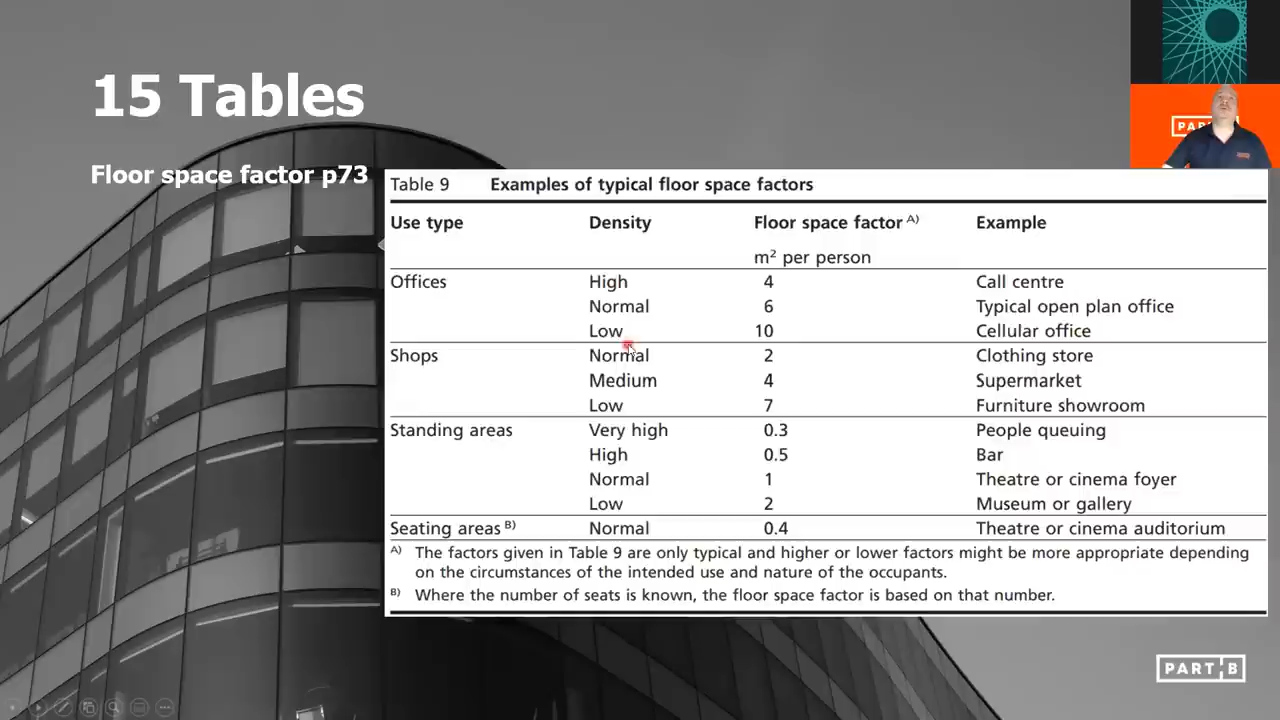 15 Tables
Floor space factor p73
PART
Table 9 Examples of typical floor space factors
Use type Density Floor space factor A) Example
m² per person
Offices High 4 Call centre
Normal 6 Typical open plan office
Low 10 Cellular office
Shops Normal 2 Clothing store
Medium 4 Supermarket
Low 7 Furniture showroom
Standing areas Very high 0.3 People queuing
High 0.5 Bar
Normal 1 Theatre or cinema foyer
Low 2 Museum or gallery
Seating areas B) Normal 0.4 Theatre or cinema auditorium
A) The factors given in Table 9 are only typical and higher or lower factors might be more appropriate depending
on the circumstances of the intended use and nature of the occupants.
B) Where the number of seats is known, the floor space factor is based on that number.
PART B